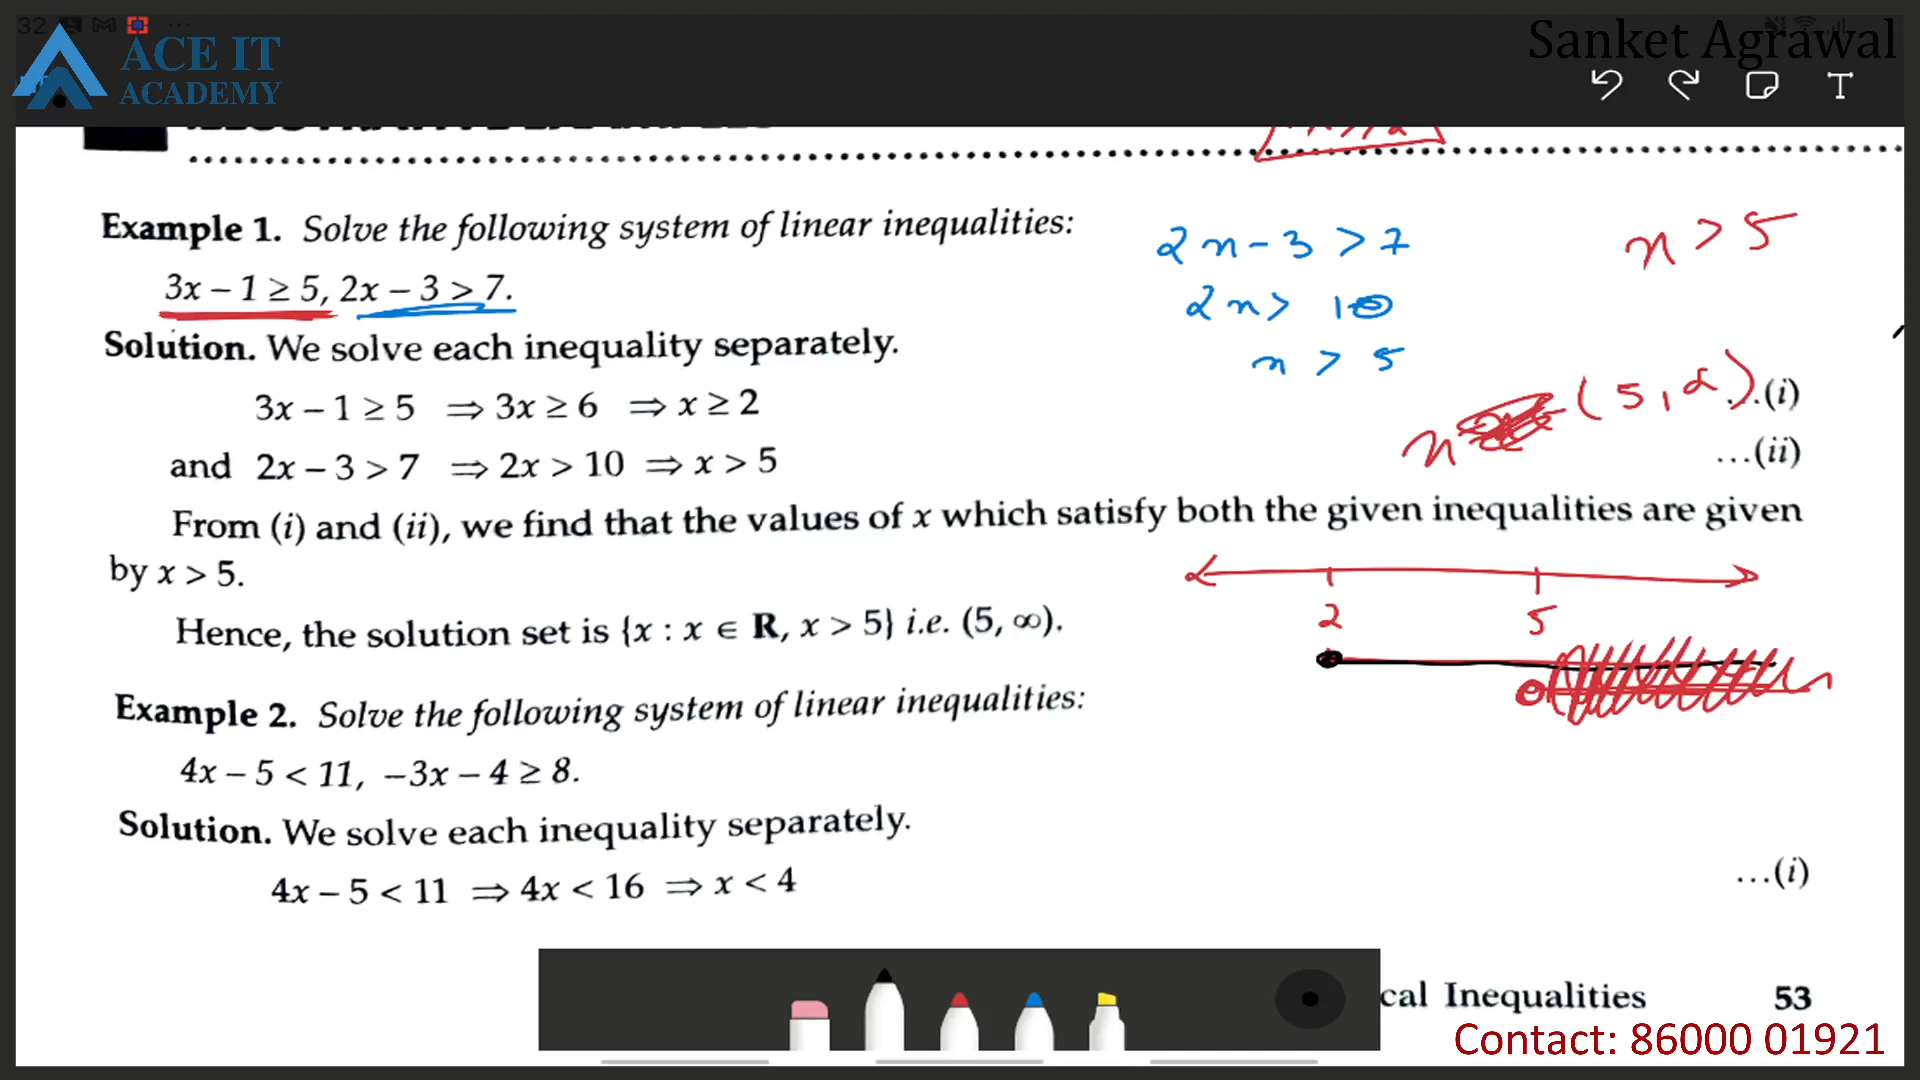 32
ACE IT
ACADEMY
Sanket Agrawal
T
Example 1. Solve the following system of linear inequalities:
3x – 1 ≥ 5, 2x – 3 > 7.
2x - 3 > 7
x > 5
2x > 10
Solution. We solve each inequality separately.
x > 5
3x – 1 ≥ 5 ⇒ 3x ≥ 6 ⇒ x ≥ 2 ...(i)
x (5, ∞)
and 2x – 3 > 7 ⇒ 2x > 10 ⇒ x > 5 ...(ii)
From (i) and (ii), we find that the values of x which satisfy both the given inequalities are given
by x > 5.
2 5
Hence, the solution set is {x : x ∈ R, x > 5} i.e. (5, ∞).
Example 2. Solve the following system of linear inequalities:
4x – 5 < 11, –3x – 4 ≥ 8.
Solution. We solve each inequality separately.
4x – 5 < 11 ⇒ 4x < 16 ⇒ x < 4 ...(i)
cal Inequalities 53
Contact: 86000 01921